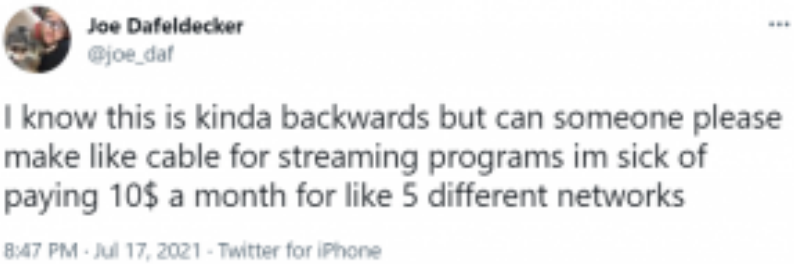 Joe Dafeldecker
@joe_daf
I know this is kinda backwards but can someone please
make like cable for streaming programs im sick of
paying 10$ a month for like 5 different networks
8:47 PM · Jul 17, 2021 · Twitter for iPhone